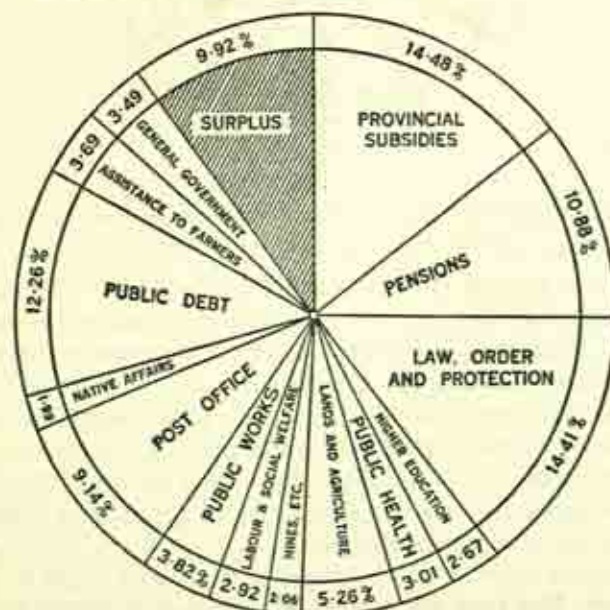 9·92%
SURPLUS
14·48%
PROVINCIAL
SUBSIDIES
10·88%
PENSIONS
LAW, ORDER
AND PROTECTION
14·41%
HIGHER EDUCATION
2·67
PUBLIC HEALTH
3·01
LANDS AND AGRICULTURE
5·26%
MINES, ETC.
2·06
LABOUR & SOCIAL WELFARE
2·92
PUBLIC WORKS
3·82%
POST OFFICE
9·14%
NATIVE AFFAIRS
1·99
PUBLIC DEBT
12·26%
ASSISTANCE TO FARMERS
3·69
GENERAL GOVERNMENT
3·49